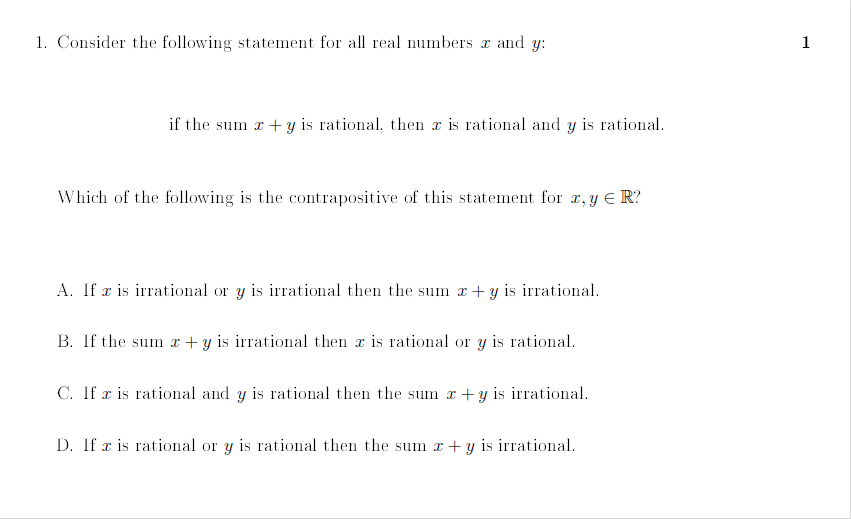 1. Consider the following statement for all real numbers x and y: 1
if the sum x + y is rational, then x is rational and y is rational.
Which of the following is the contrapositive of this statement for x, y ∈ ℝ?
A. If x is irrational or y is irrational then the sum x + y is irrational.
B. If the sum x + y is irrational then x is rational or y is rational.
C. If x is rational and y is rational then the sum x + y is irrational.
D. If x is rational or y is rational then the sum x + y is irrational.